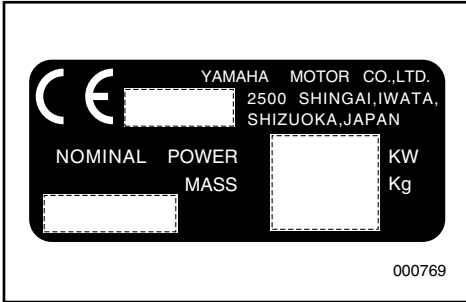 CE YAMAHA MOTOR CO.,LTD.
2500 SHINGAI,IWATA,
SHIZUOKA,JAPAN
NOMINAL POWER KW
MASS Kg
000769